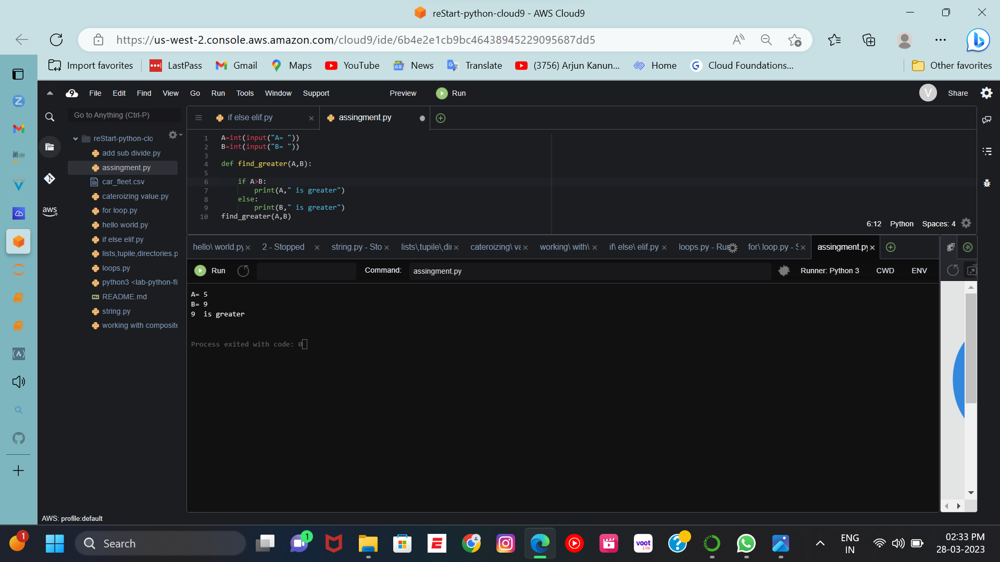 reStart-python-cloud9 - AWS Cloud9
https://us-west-2.console.aws.amazon.com/cloud9/ide/6b4e2e1cb9bc46438945229095687dd5
Import favorites LastPass Gmail Maps YouTube News Translate (3756) Arjun Kanun... Home Cloud Foundations... Other favorites
File Edit Find View Go Run Tools Window Support Preview Run V Share
Go to Anything (Ctrl-P)
if else elif.py assingment.py
reStart-python-clo
add sub divide.py
assingment.py
car_fleet.csv
cateroizing value.py
for loop.py
hello world.py
if else elif.py
lists,tupile,directories.p
loops.py
python3 <lab-python-fil
README.md
string.py
working with composite
aws
1 A=int(input("A= "))
2 B=int(input("B= "))
3
4 def find_greater(A,B):
5
6 if A>B:
7 print(A," is greater")
8 else:
9 print(B," is greater")
10 find_greater(A,B)
6:12 Python Spaces: 4
hello\ world.py 2 - Stopped string.py - Sto lists\,tupile\,dir cateroizing\ va working\ with\ if\ else\ elif.py loops.py - Run for\ loop.py - S assingment.py
Run Command: assingment.py Runner: Python 3 CWD ENV
A= 5
B= 9
9  is greater
Process exited with code: 0
AWS: profile:default
1 Search 1 voot Lite
ENG
IN
02:33 PM
28-03-2023